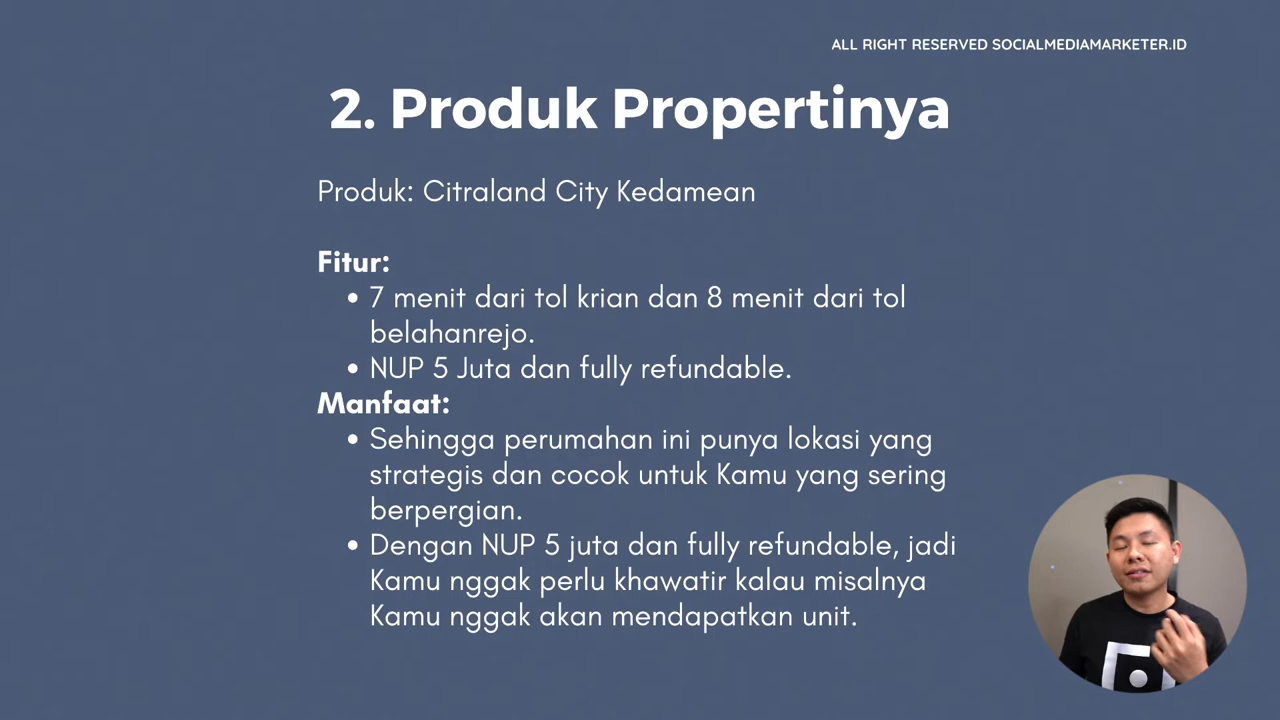 ALL RIGHT RESERVED SOCIALMEDIAMARKETER.ID
2. Produk Propertinya
Produk: Citraland City Kedamean
Fitur:
• 7 menit dari tol krian dan 8 menit dari tol
belahanrejo.
• NUP 5 Juta dan fully refundable.
Manfaat:
• Sehingga perumahan ini punya lokasi yang
strategis dan cocok untuk Kamu yang sering
berpergian.
• Dengan NUP 5 juta dan fully refundable, jadi
Kamu nggak perlu khawatir kalau misalnya
Kamu nggak akan mendapatkan unit.